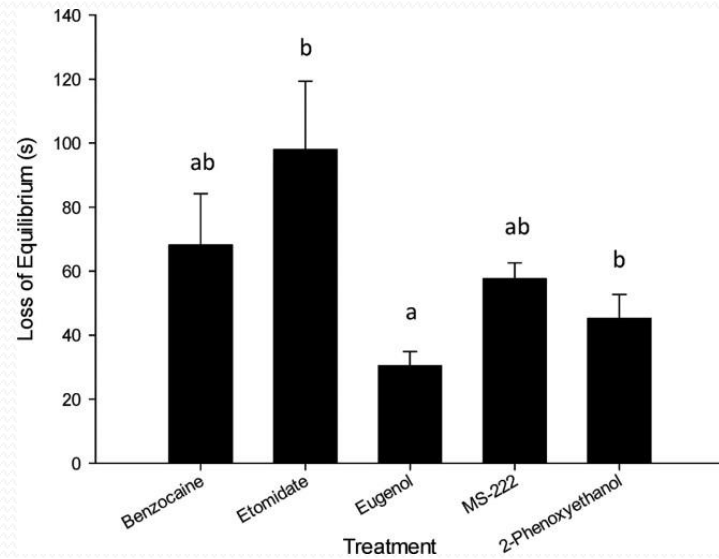 140
120
100
80
60
40
20
0
Loss of Equilibrium (s)
ab
b
a
ab
b
Benzocaine
Etomidate
Eugenol
MS-222
2-Phenoxyethanol
Treatment